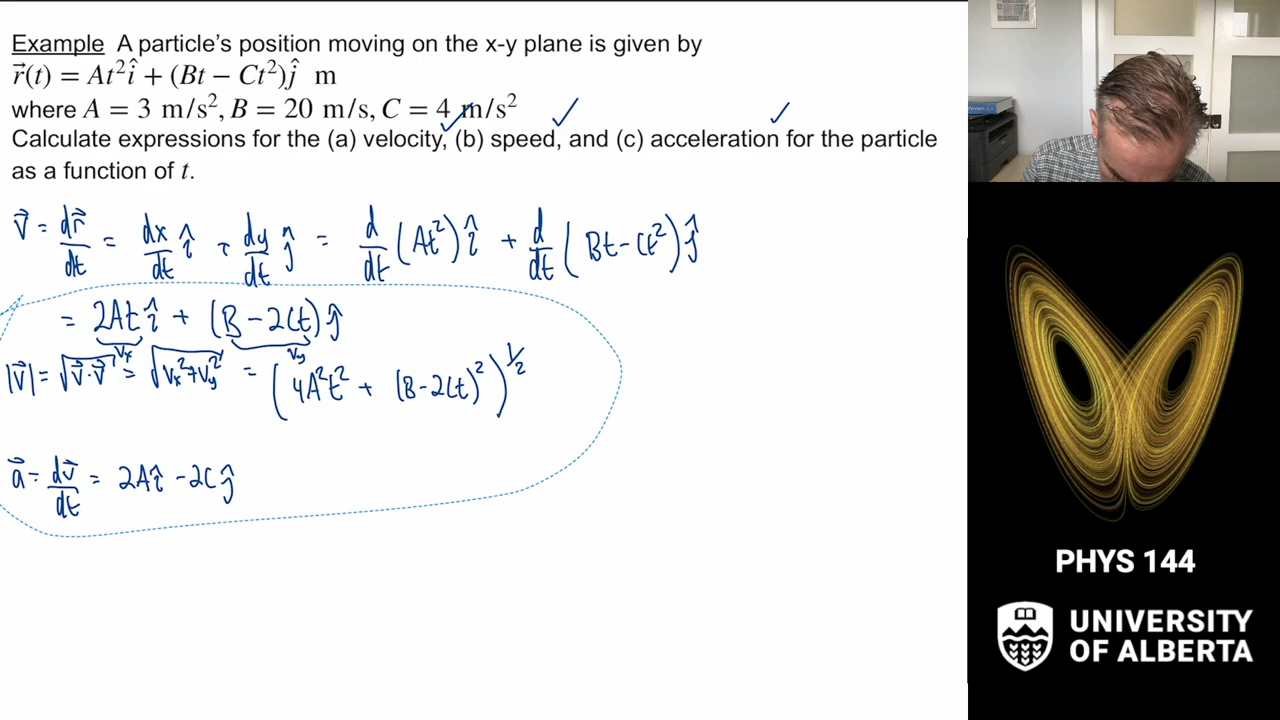 Example A particle's position moving on the x-y plane is given by
r⃗(t) = At²î + (Bt − Ct²)ĵ m
where A = 3 m/s², B = 20 m/s, C = 4 m/s²
Calculate expressions for the (a) velocity, (b) speed, and (c) acceleration for the particle
as a function of t.
v⃗ = dr⃗/dt = dx/dt î + dy/dt ĵ = d/dt (At²)î + d/dt (Bt − Ct²)ĵ
= 2Atî + (B − 2Ct)ĵ
vx vy
|v⃗| = √v⃗·v⃗ = √vx² + vy² = (4A²t² + (B − 2Ct)²)^1/2
a⃗ = dv⃗/dt = 2Aî − 2Cĵ
PHYS 144
UNIVERSITY
OF ALBERTA